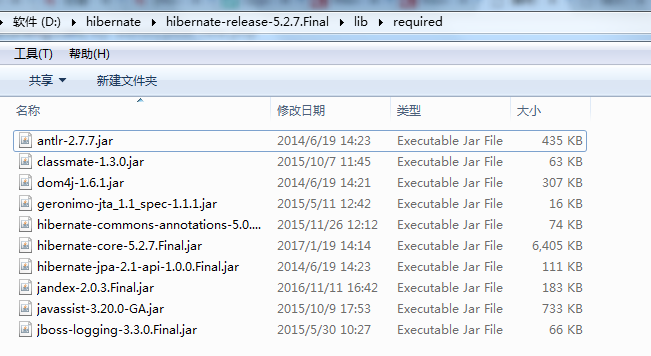 软件 (D:) hibernate hibernate-release-5.2.7.Final lib required
工具(T) 帮助(H)
共享 新建文件夹
名称 修改日期 类型 大小
antlr-2.7.7.jar 2014/6/19 14:23 Executable Jar File 435 KB
classmate-1.3.0.jar 2015/10/7 11:45 Executable Jar File 63 KB
dom4j-1.6.1.jar 2014/6/19 14:21 Executable Jar File 307 KB
geronimo-jta_1.1_spec-1.1.1.jar 2015/5/11 12:42 Executable Jar File 16 KB
hibernate-commons-annotations-5.0.... 2015/11/26 12:12 Executable Jar File 74 KB
hibernate-core-5.2.7.Final.jar 2017/1/19 14:14 Executable Jar File 6,405 KB
hibernate-jpa-2.1-api-1.0.0.Final.jar 2014/6/19 14:23 Executable Jar File 111 KB
jandex-2.0.3.Final.jar 2016/11/11 16:42 Executable Jar File 183 KB
javassist-3.20.0-GA.jar 2015/10/9 17:53 Executable Jar File 733 KB
jboss-logging-3.3.0.Final.jar 2015/5/30 10:27 Executable Jar File 66 KB